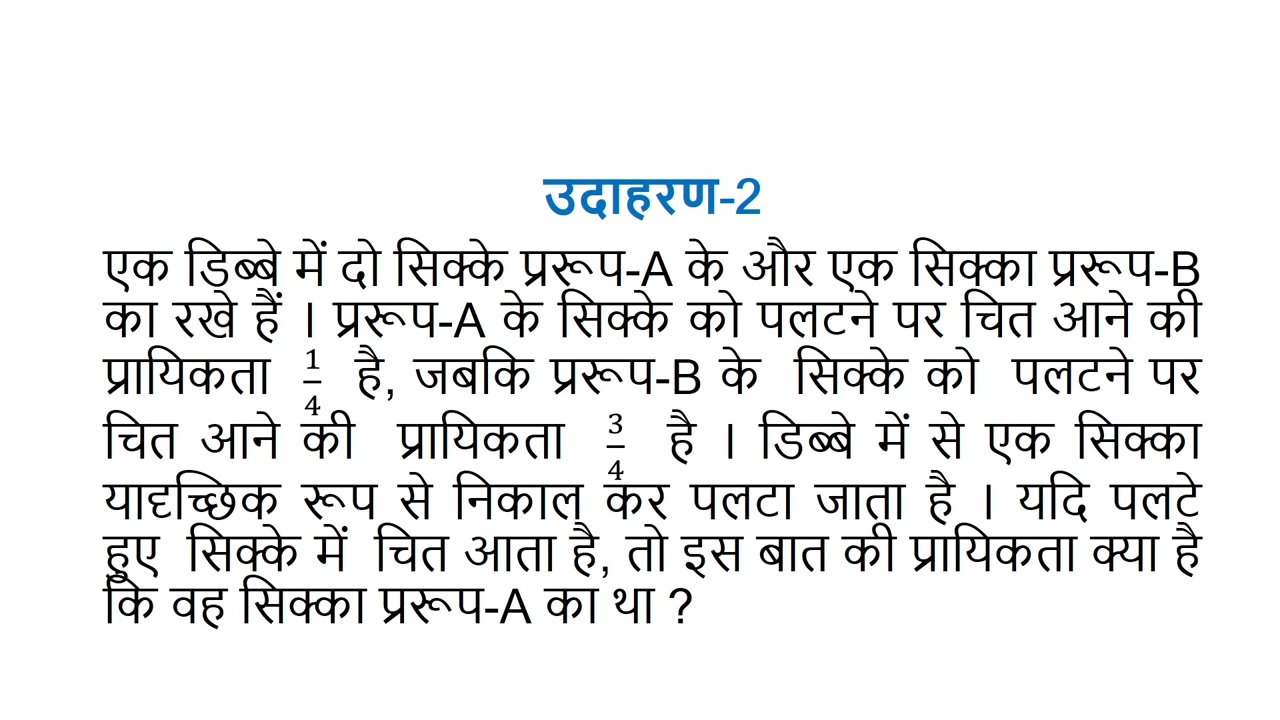 उदाहरण-2
एक डिब्बे में दो सिक्के प्ररूप-A के और एक सिक्का प्ररूप-B
का रखे हैं । प्ररूप-A के सिक्के को पलटने पर चित आने की
प्रायिकता 1/4 है, जबकि प्ररूप-B के सिक्के को पलटने पर
चित आने की प्रायिकता 3/4 है । डिब्बे में से एक सिक्का
यादृच्छिक रूप से निकाल कर पलटा जाता है । यदि पलटे
हुए सिक्के में चित आता है, तो इस बात की प्रायिकता क्या है
कि वह सिक्का प्ररूप-A का था ?